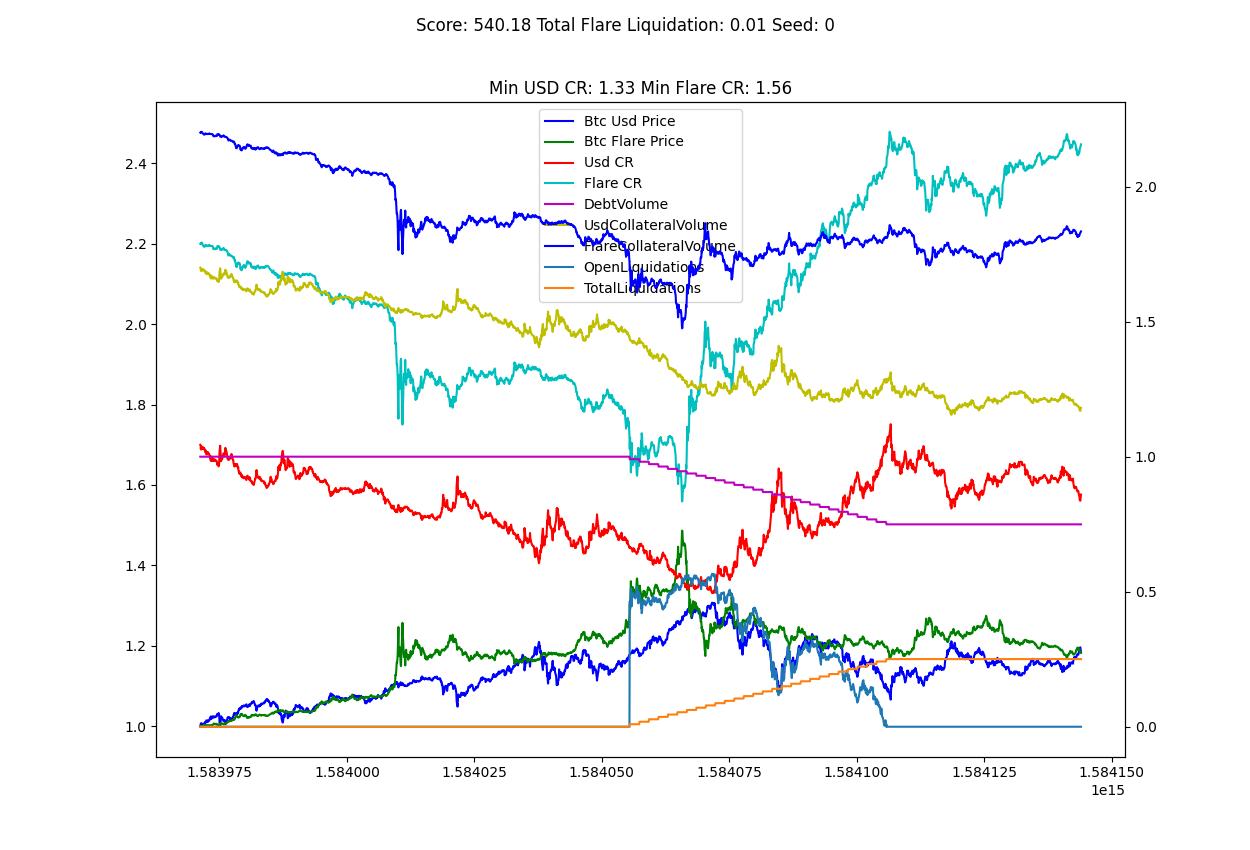 Score: 540.18 Total Flare Liquidation: 0.01 Seed: 0
Min USD CR: 1.33 Min Flare CR: 1.56
Btc Usd Price
Btc Flare Price
Usd CR
Flare CR
DebtVolume
UsdCollateralVolume
FlareCollateralVolume
OpenLiquidations
TotalLiquidations
2.4
2.2
2.0
1.8
1.6
1.4
1.2
1.0
2.0
1.5
1.0
0.5
0.0
1.583975 1.584000 1.584025 1.584050 1.584075 1.584100 1.584125 1.584150
1e15